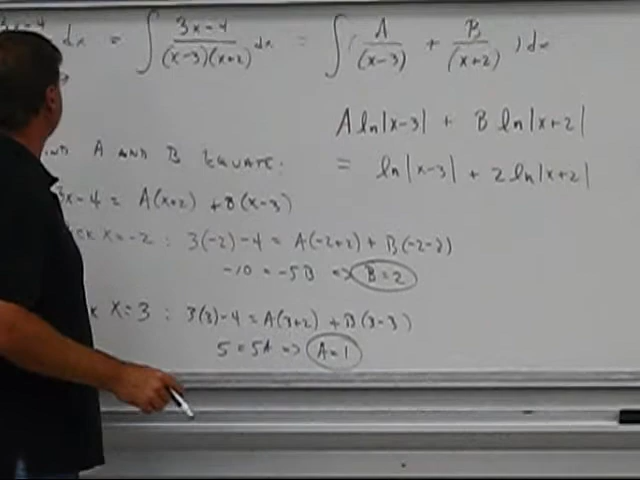 3x-4 dx = ∫ 3x-4/(x-3)(x+2) dx = ∫( A/(x-3) + B/(x+2) ) dx
A ln|x-3| + B ln|x+2|
= ln|x-3| + 2 ln|x+2|
A AND B EQUATE:
3x-4 = A(x+2) + B(x-3)
x=-2 : 3(-2)-4 = A(-2+2) + B(-2-3)
-10 = -5B => B=2
x=3 : 3(3)-4 = A(3+2) + B(3-3)
5 = 5A => A=1